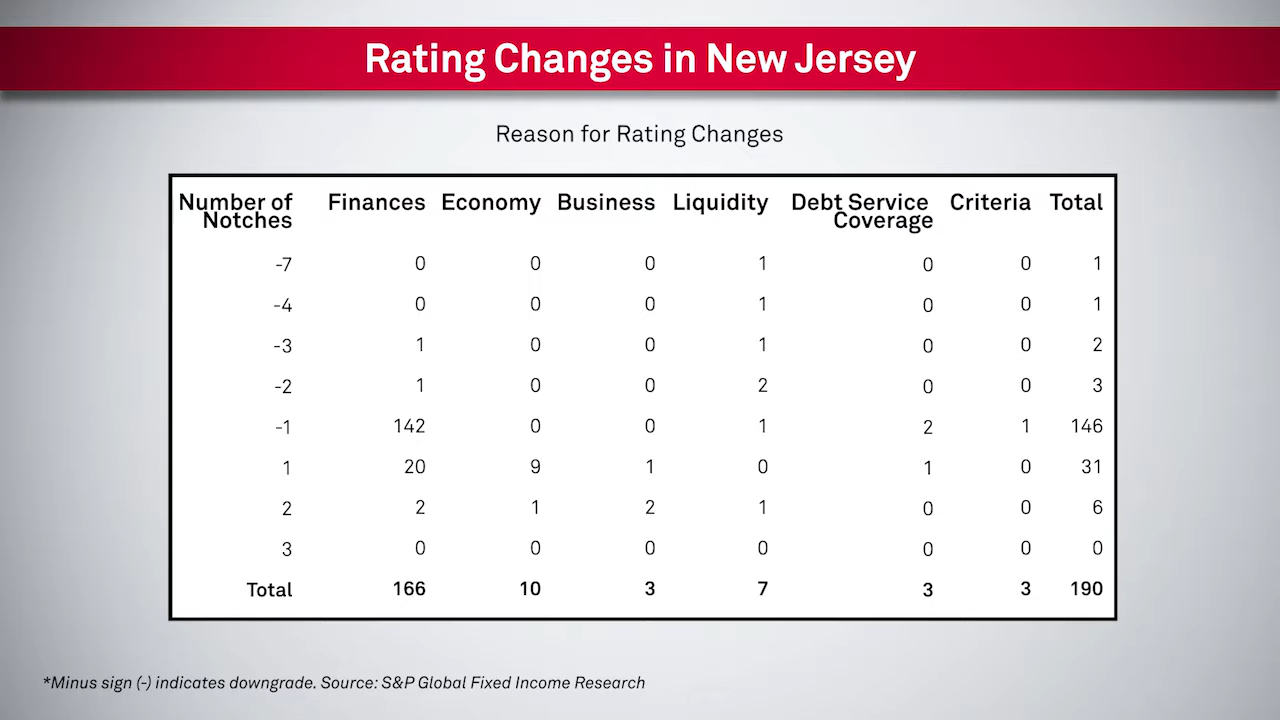 Rating Changes in New Jersey
Reason for Rating Changes
Number of Notches Finances Economy Business Liquidity Debt Service Coverage Criteria Total
-7 0 0 0 1 0 0 1
-4 0 0 0 1 0 0 1
-3 1 0 0 1 0 0 2
-2 1 0 0 2 0 0 3
-1 142 0 0 1 2 1 146
1 20 9 1 0 1 0 31
2 2 1 2 1 0 0 6
3 0 0 0 0 0 0 0
Total 166 10 3 7 3 3 190
*Minus sign (-) indicates downgrade. Source: S&P Global Fixed Income Research